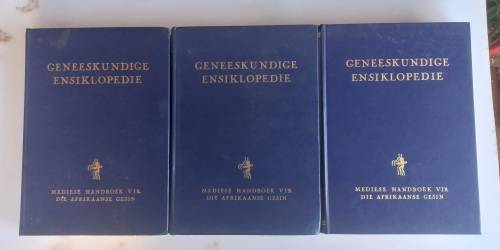 GENEESKUNDIGE
ENSIKLOPEDIE
MEDIESE HANDBOEK VIR
DIE AFRIKAANSE GESIN
GENEESKUNDIGE
ENSIKLOPEDIE
MEDIESE HANDBOEK VIR
DIE AFRIKAANSE GESIN
GENEESKUNDIGE
ENSIKLOPEDIE
MEDIESE HANDBOEK VIR
DIE AFRIKAANSE GESIN